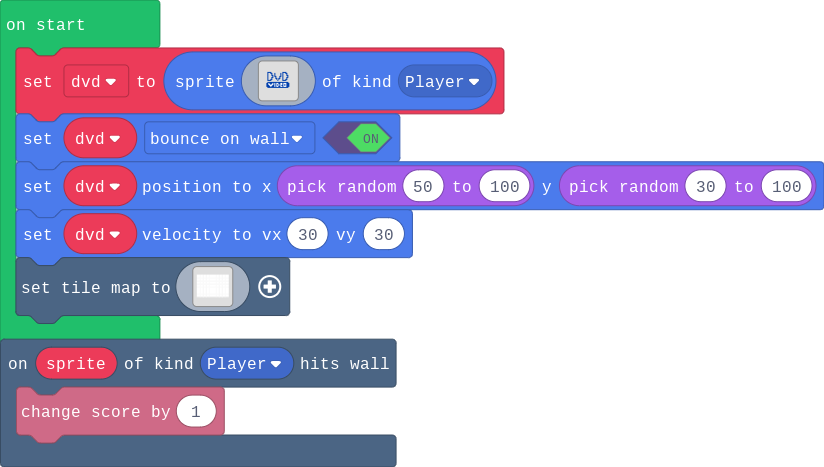 on start
set dvd to sprite DVD VIDEO of kind Player
set dvd bounce on wall ON
set dvd position to x pick random 50 to 100 y pick random 30 to 100
set dvd velocity to vx 30 vy 30
set tile map to
on sprite of kind Player hits wall
change score by 1